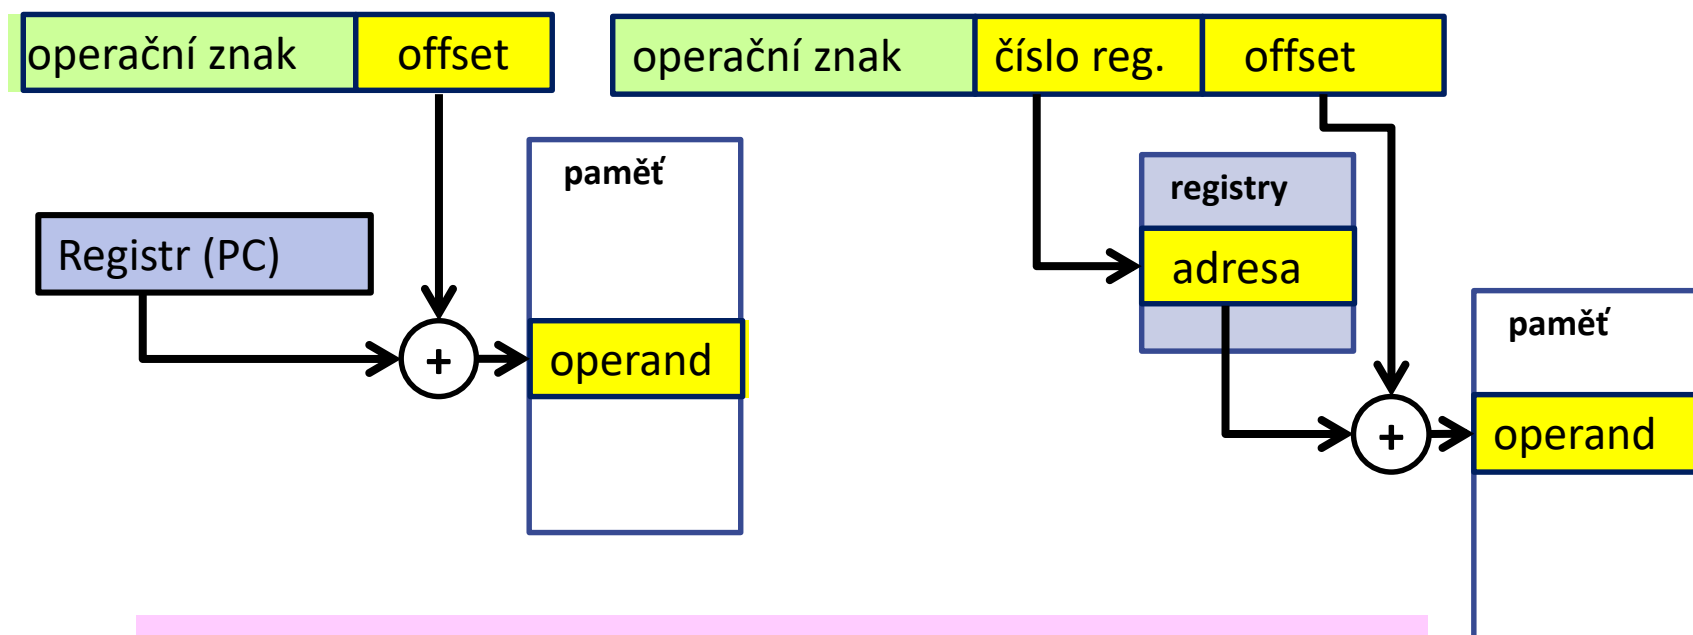 operační znak offset
operační znak číslo reg. offset
paměť
registry
Registr (PC)
adresa
paměť
+ operand
+ operand